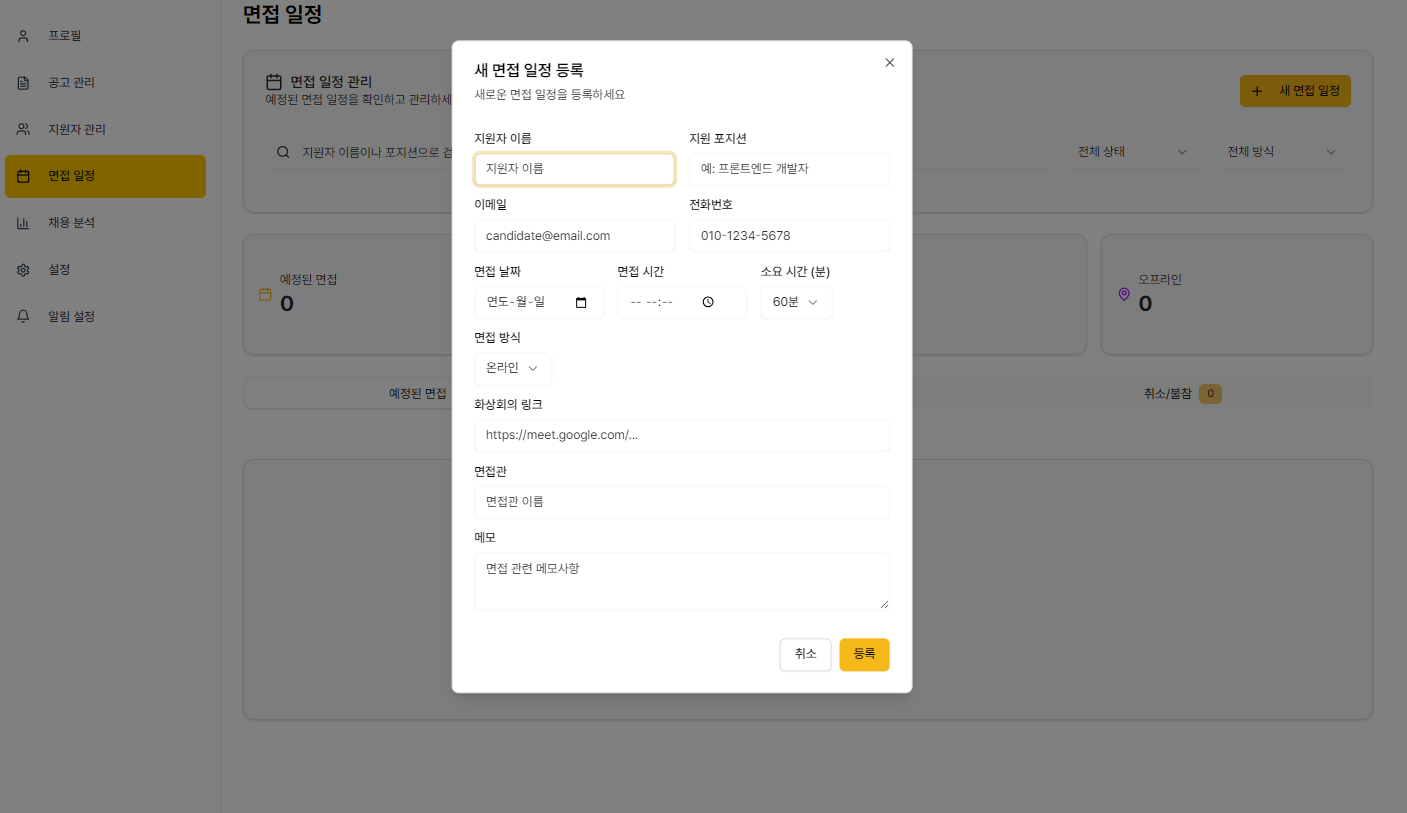 면접 일정
프로필
공고 관리
지원자 관리
면접 일정
채용 분석
설정
알림 설정
면접 일정 관리
예정된 면접 일정을 확인하고 관리하세
새 면접 일정
지원자 이름이나 포지션으로 검
전체 상태
전체 방식
예정된 면접
0
오프라인
0
예정된 면접
취소/불참 0
새 면접 일정 등록
새로운 면접 일정을 등록하세요
지원자 이름
지원자 이름
지원 포지션
예: 프론트엔드 개발자
이메일
candidate@email.com
전화번호
010-1234-5678
면접 날짜
연도-월-일
면접 시간
-- --:--
소요 시간 (분)
60분
면접 방식
온라인
화상회의 링크
https://meet.google.com/...
면접관
면접관 이름
메모
면접 관련 메모사항
취소
등록